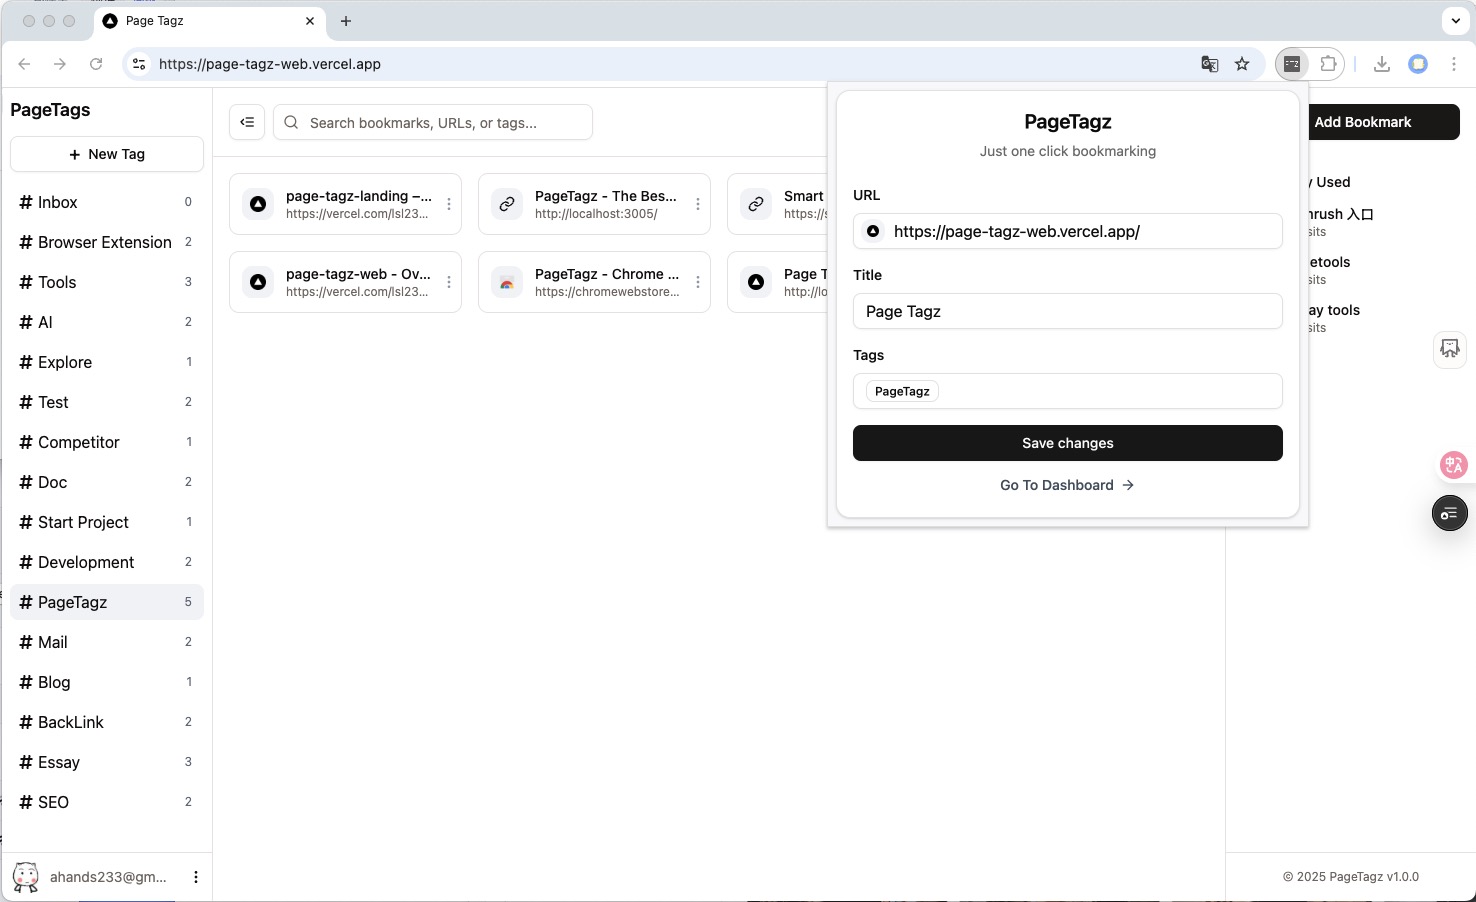 Page Tagz
https://page-tagz-web.vercel.app
PageTags
New Tag
# Inbox 0
# Browser Extension 2
# Tools 3
# AI 2
# Explore 1
# Test 2
# Competitor 1
# Doc 2
# Start Project 1
# Development 2
# PageTagz 5
# Mail 2
# Blog 1
# BackLink 2
# Essay 3
# SEO 2
ahands233@gm...
Search bookmarks, URLs, or tags...
page-tagz-landing –...
https://vercel.com/lsl23...
PageTagz - The Bes...
http://localhost:3005/
Smart
https://s
page-tagz-web - Ov...
https://vercel.com/lsl23...
PageTagz - Chrome ...
https://chromewebstore...
Page T
http://lo
PageTagz
Just one click bookmarking
URL
https://page-tagz-web.vercel.app/
Title
Page Tagz
Tags
PageTagz
Save changes
Go To Dashboard
Add Bookmark
y Used
rush 入口
sits
etools
sits
ay tools
sits
© 2025 PageTagz v1.0.0